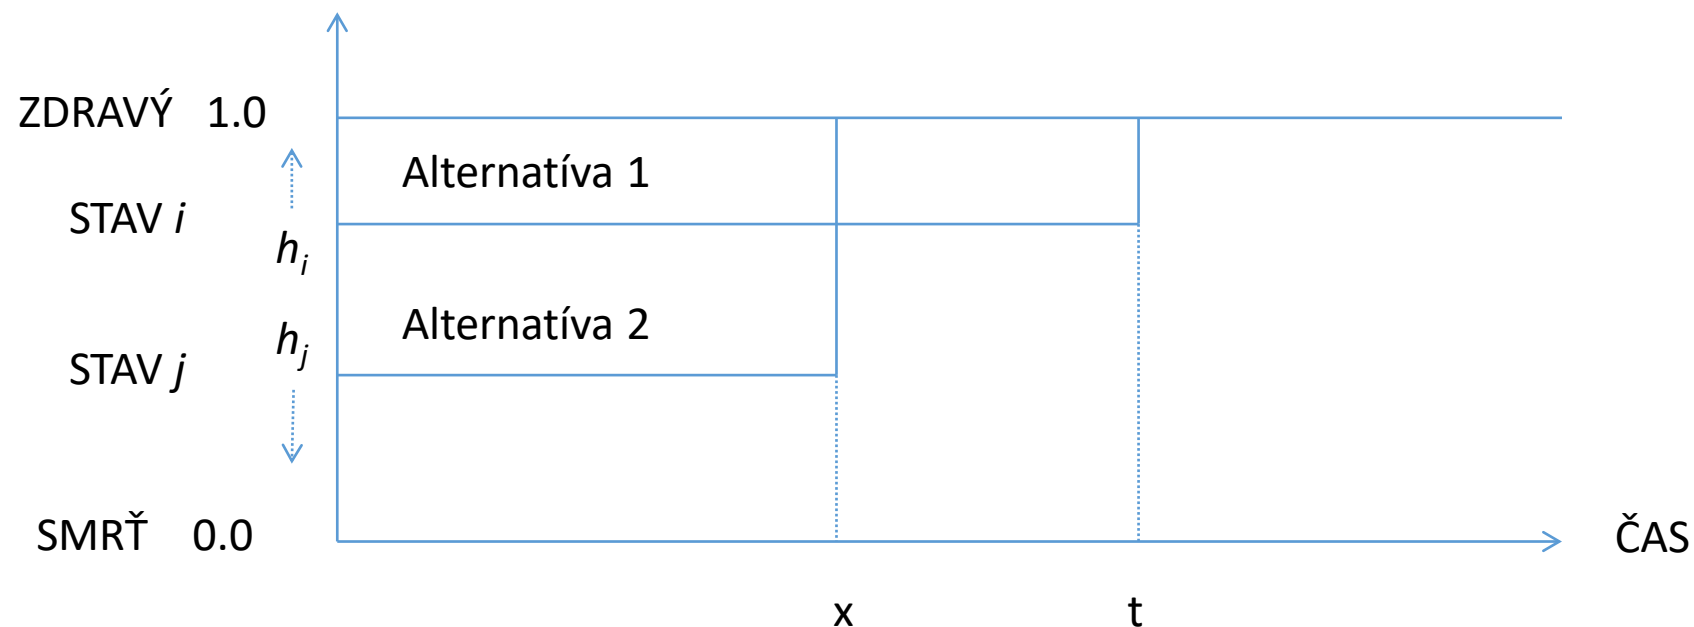 ZDRAVÝ 1.0
Alternatíva 1
STAV i
h_i
Alternatíva 2
h_j
STAV j
SMRŤ 0.0
ČAS
x t